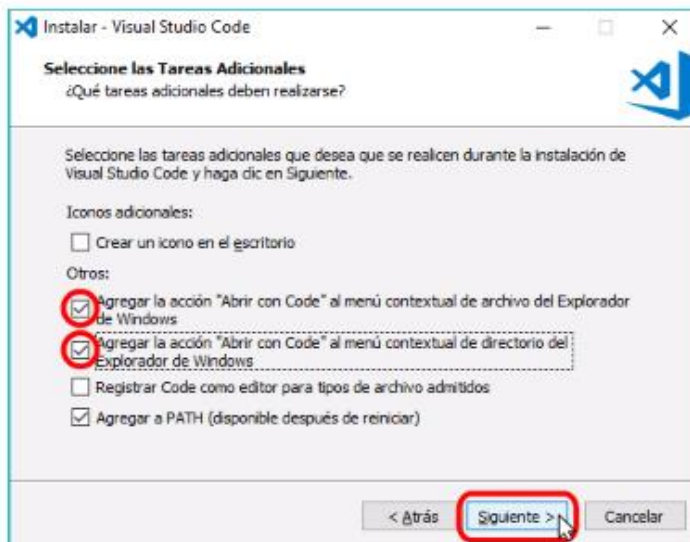 Instalar - Visual Studio Code
Seleccione las Tareas Adicionales
¿Qué tareas adicionales deben realizarse?
Seleccione las tareas adicionales que desea que se realicen durante la instalación de
Visual Studio Code y haga clic en Siguiente.
Iconos adicionales:
Crear un icono en el escritorio
Otros:
Agregar la acción "Abrir con Code" al menú contextual de archivo del Explorador
de Windows
Agregar la acción "Abrir con Code" al menú contextual de directorio del
Explorador de Windows
Registrar Code como editor para tipos de archivo admitidos
Agregar a PATH (disponible después de reiniciar)
< Atrás
Siguiente >
Cancelar